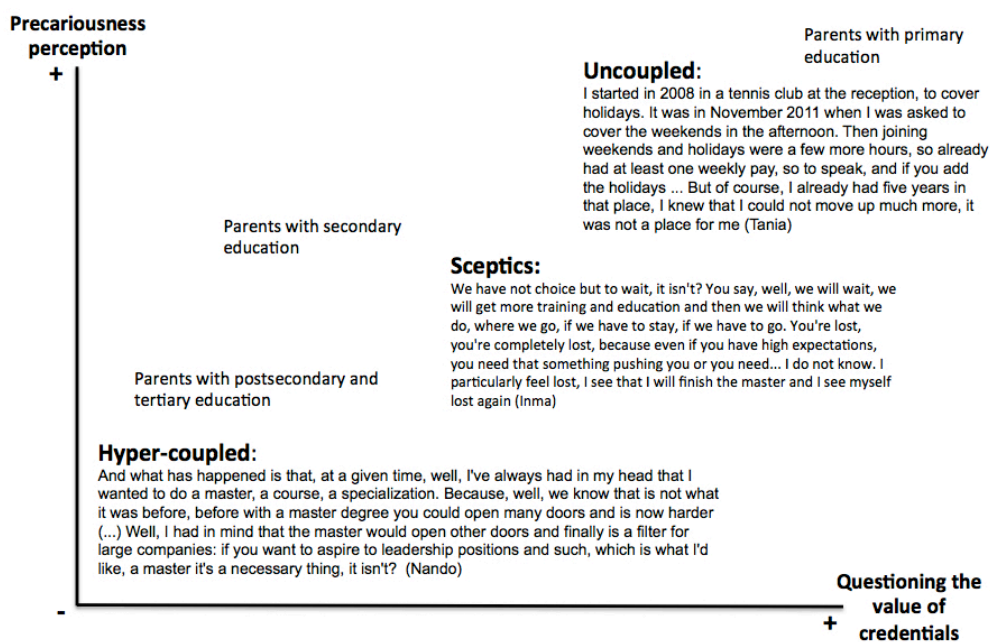 Precariousness
perception
+
Parents with primary
education
Uncoupled:
I started in 2008 in a tennis club at the reception, to cover
holidays. It was in November 2011 when I was asked to
cover the weekends in the afternoon. Then joining
weekends and holidays were a few more hours, so already
had at least one weekly pay, so to speak, and if you add
the holidays ... But of course, I already had five years in
that place, I knew that I could not move up much more, it
was not a place for me (Tania)
Parents with secondary
education
Sceptics:
We have not choice but to wait, it isn't? You say, well, we will wait, we
will get more training and education and then we will think what we
do, where we go, if we have to stay, if we have to go. You're lost,
you're completely lost, because even if you have high expectations,
you need that something pushing you or you need... I do not know. I
particularly feel lost, I see that I will finish the master and I see myself
lost again (Inma)
Parents with postsecondary and
tertiary education
Hyper-coupled:
And what has happened is that, at a given time, well, I've always had in my head that I
wanted to do a master, a course, a specialization. Because, well, we know that is not what
it was before, before with a master degree you could open many doors and is now harder
(...) Well, I had in mind that the master would open other doors and finally is a filter for
large companies: if you want to aspire to leadership positions and such, which is what I'd
like, a master it's a necessary thing, it isn't? (Nando)
-
+
Questioning the
value of
credentials